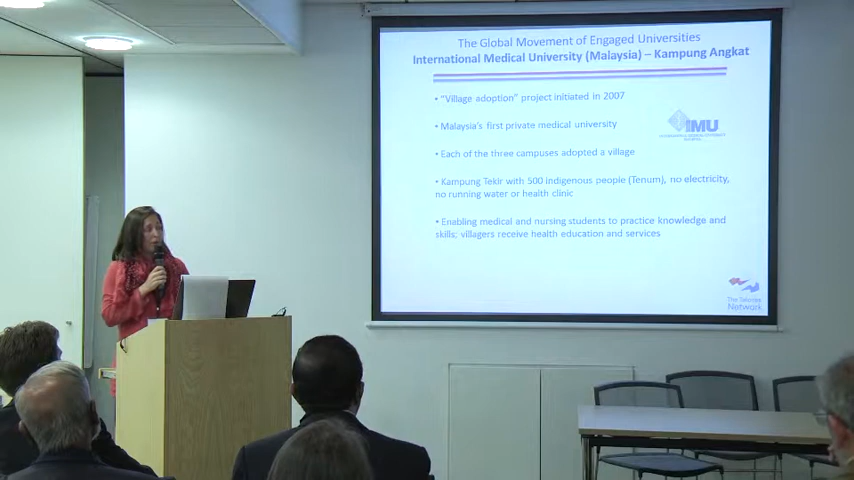 The Global Movement of Engaged Universities
International Medical University (Malaysia) – Kampung Angkat
• "Village adoption" project initiated in 2007
• Malaysia's first private medical university
IMU
• Each of the three campuses adopted a village
• Kampung Tekir with 500 indigenous people (Temum), no electricity,
no running water or health clinic
• Enabling medical and nursing students to practice knowledge and
skills; villagers receive health education and services
The Talloires
Network